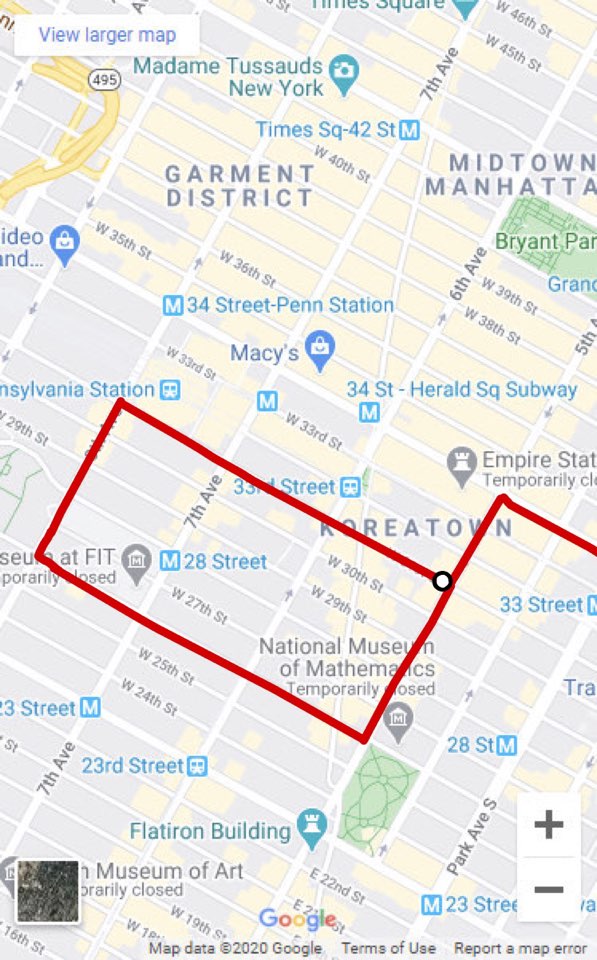 Times Square
W 46th St
View larger map
W 45th St
7th Ave
495
Madame Tussauds
New York
Times Sq-42 St M
W 40th St
GARMENT
DISTRICT
MIDTOWN
MANHATTA
W 35th St
ideo
and...
Bryant Par
W 36th St
6th Ave
Grand
W 39th St
M 34 Street-Penn Station
W 38th St
5th A
Macy's
W 33rd St
nsylvania Station
34 St - Herald Sq Subway
M
M
W 29th St
W 33rd St
Empire Stat
Temporarily clo
7th Ave
33rd Street
KOREATOWN
seum at FIT
porarily closed
M 28 Street
W 30th St
W 27th St
W 29th St
33 Street M
National Museum
of Mathematics
Temporarily closed
W 25th St
W 24th St
Tra
23 Street M
28 St M
23rd Street
7th Ave
Flatiron Building
Park Ave S
+
n Museum of Art
orarily closed
E 22nd St
−
M 23 Street
W 19th St
16th St
Google
Map data ©2020 Google
Terms of Use
Report a map error